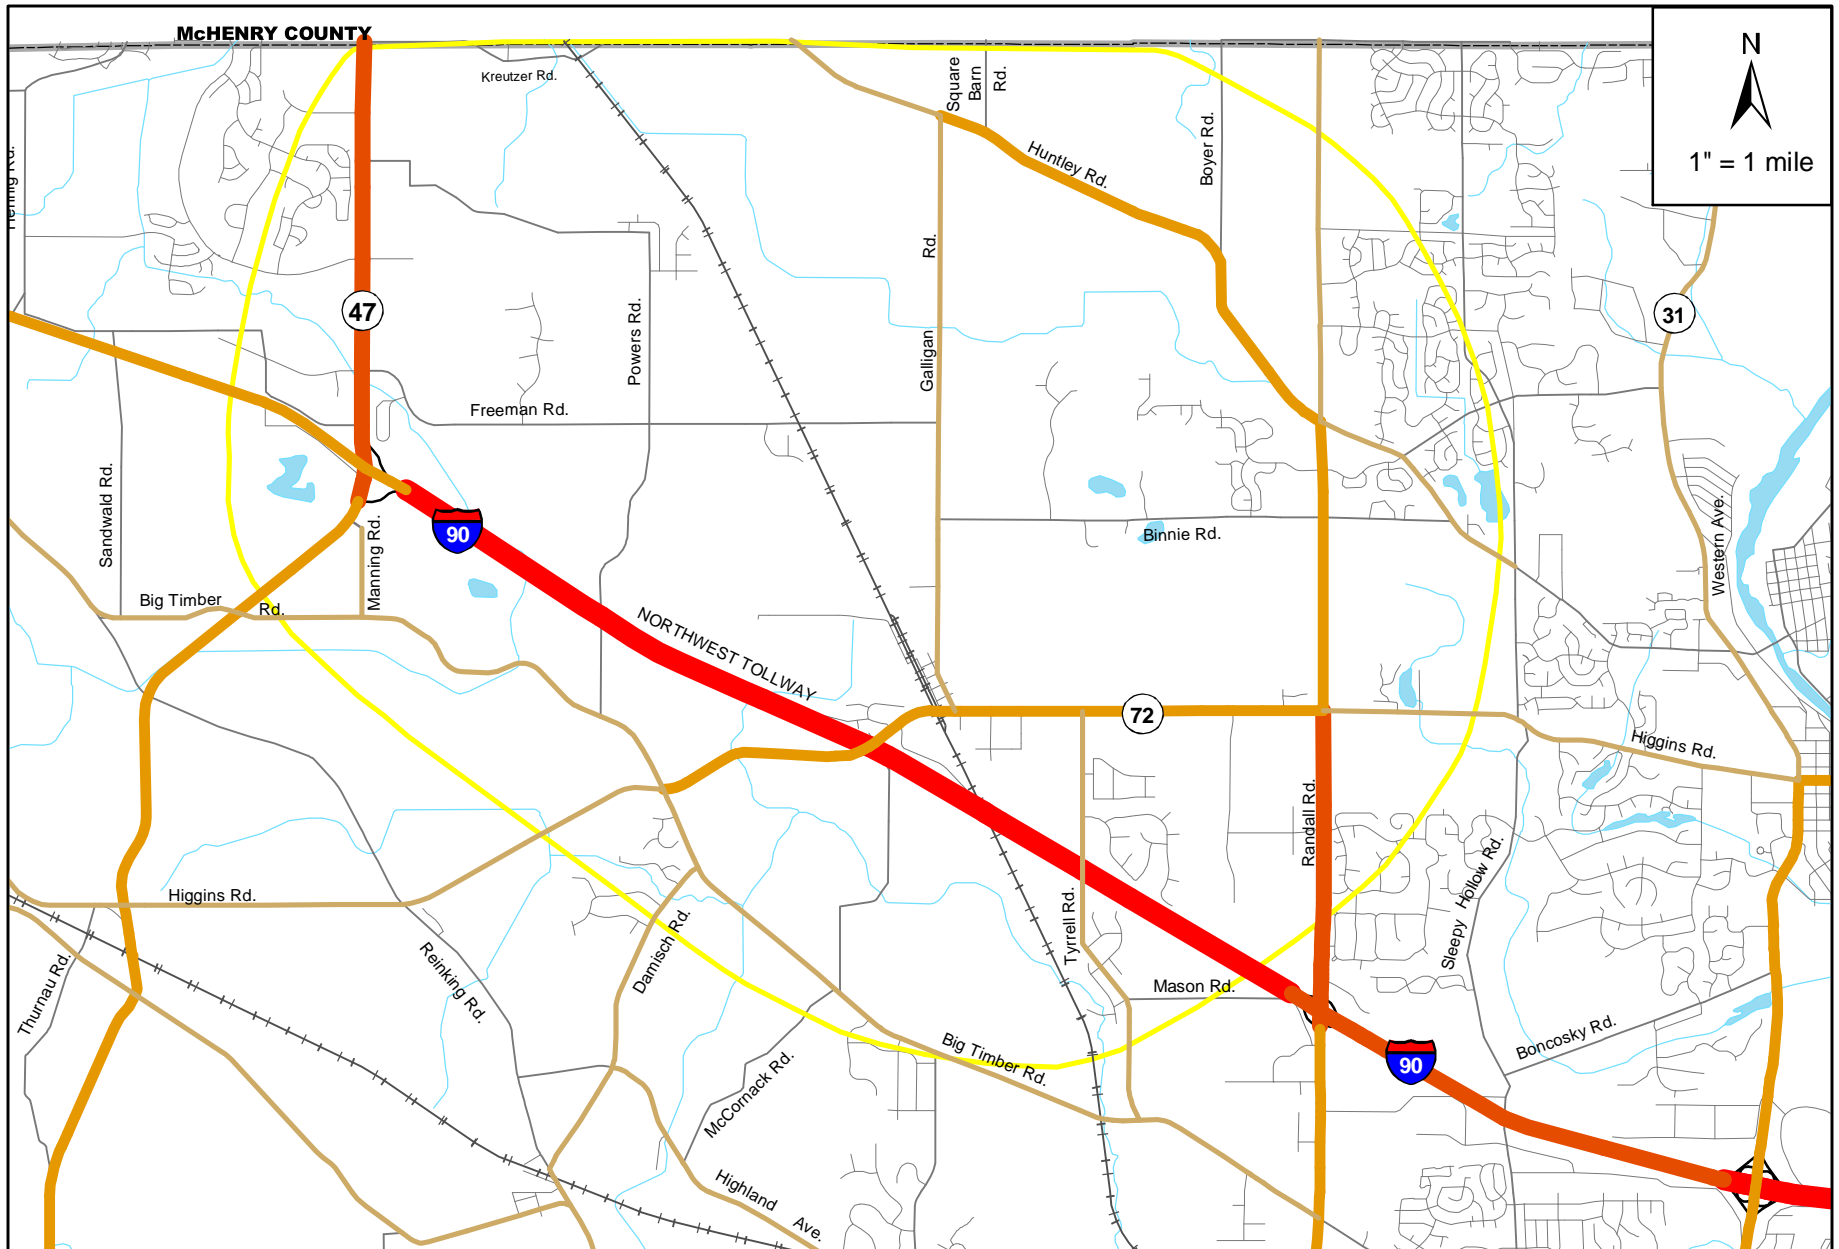 McHENRY COUNTY
N
1" = 1 mile
Kreutzer Rd.
Square
Barn
Rd.
Huntley Rd.
Boyer Rd.
Hennig Rd.
Rd.
Galligan
47
31
Powers Rd.
Freeman Rd.
Sandwald Rd.
Manning Rd.
90
Binnie Rd.
Western Ave.
Big Timber
Rd.
NORTHWEST TOLLWAY
72
Higgins Rd.
Randall Rd.
Sleepy Hollow Rd.
Higgins Rd.
Damisch Rd.
Tyrrell Rd.
Reinking Rd.
Thurnau Rd.
Mason Rd.
Big Timber Rd.
90
Boncosky Rd.
McCornack Rd.
Highland Ave.